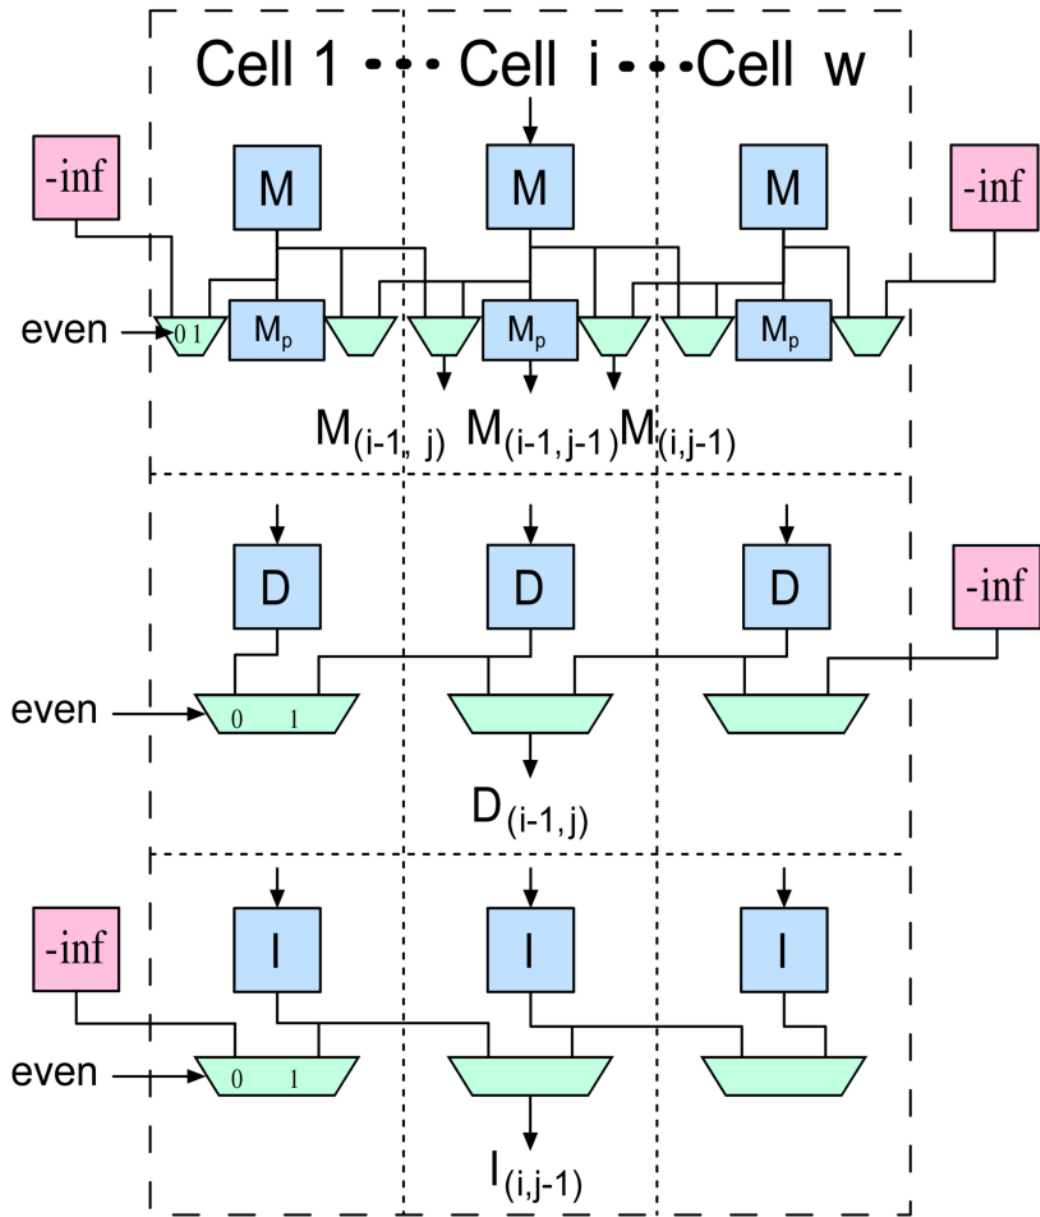 Cell 1 •••• Cell i ••••• Cell w
-inf M M M -inf
even 0 1 Mp Mp Mp
M(i-1, j) M(i-1,j-1) M(i,j-1)
D D D -inf
even 0 1
D(i-1,j)
-inf I I I
even 0 1
I(i,j-1)